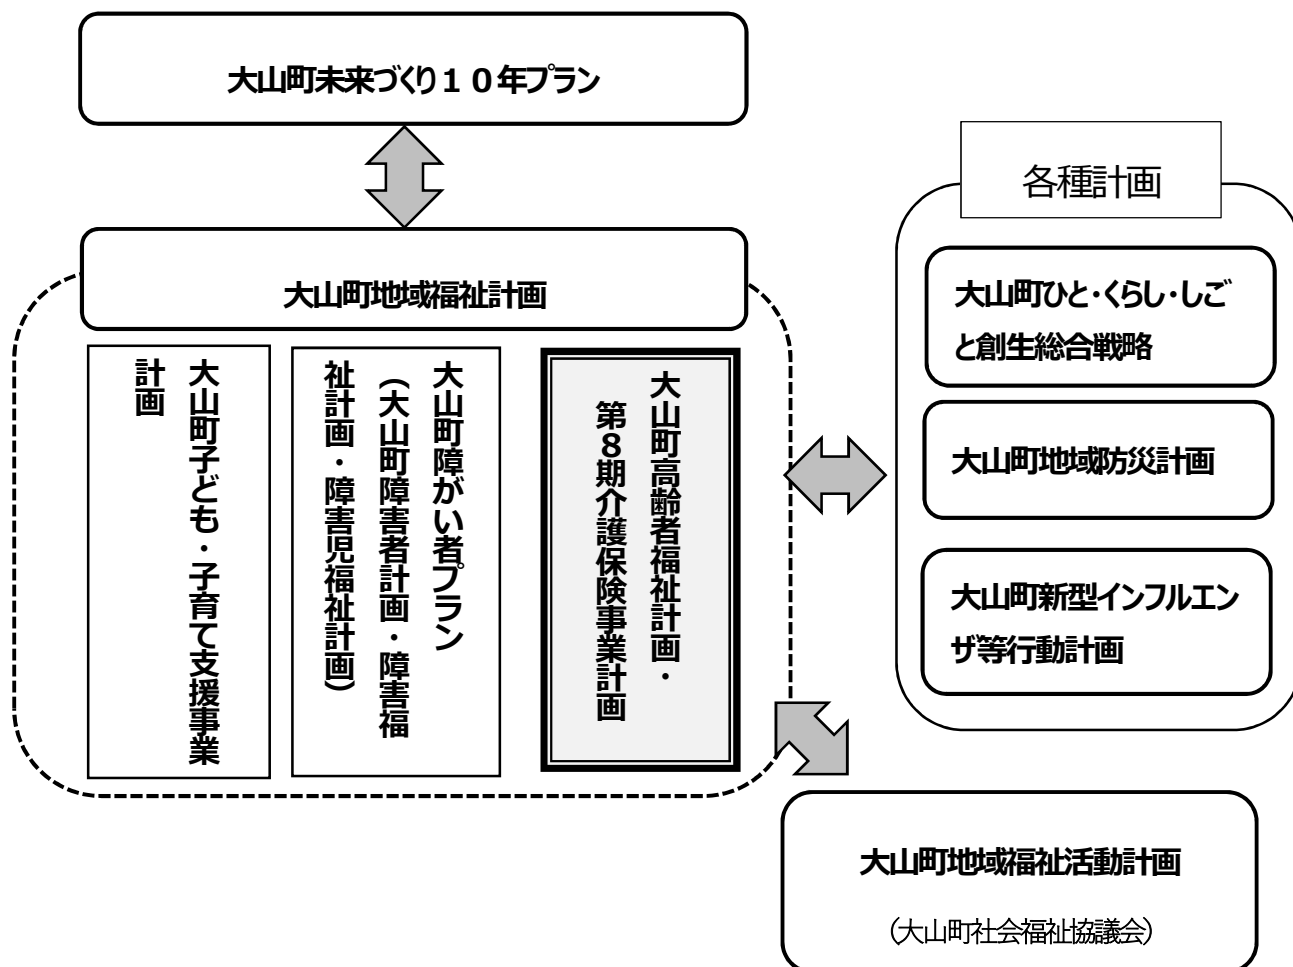 大山町未来づくり１０年プラン
大山町地域福祉計画
大山町子ども・子育て支援事業
計画
大山町障がい者プラン
（大山町障害者計画・障害福
祉計画・障害児福祉計画）
大山町高齢者福祉計画・
第８期介護保険事業計画
各種計画
大山町ひと・くらし・しご
と創生総合戦略
大山町地域防災計画
大山町新型インフルエン
ザ等行動計画
大山町地域福祉活動計画
（大山町社会福祉協議会）